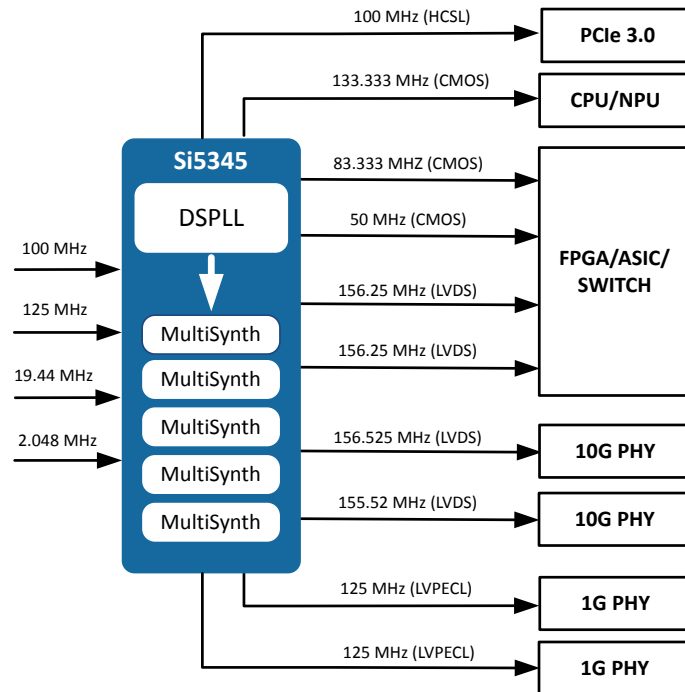 100 MHz (HCSL)
PCIe 3.0
133.333 MHz (CMOS)
CPU/NPU
Si5345
DSPLL
MultiSynth
MultiSynth
MultiSynth
MultiSynth
MultiSynth
100 MHz
125 MHz
19.44 MHz
2.048 MHz
83.333 MHZ (CMOS)
50 MHz (CMOS)
156.25 MHz (LVDS)
156.25 MHz (LVDS)
FPGA/ASIC/
SWITCH
156.525 MHz (LVDS)
10G PHY
155.52 MHz (LVDS)
10G PHY
125 MHz (LVPECL)
1G PHY
125 MHz (LVPECL)
1G PHY